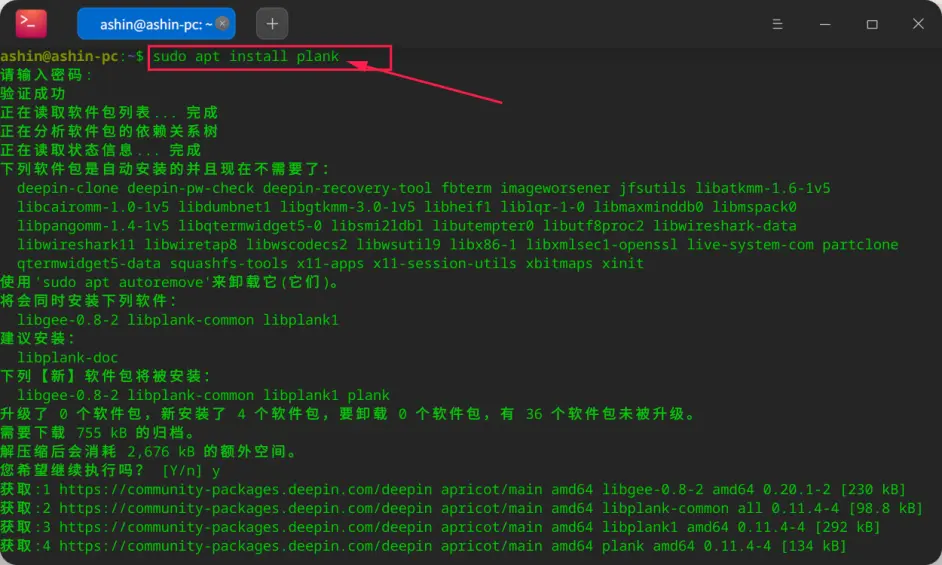 ashin@ashin-pc: ~
ashin@ashin-pc:~$ sudo apt install plank
请输入密码:
验证成功
正在读取软件包列表... 完成
正在分析软件包的依赖关系树
正在读取状态信息... 完成
下列软件包是自动安装的并且现在不需要了：
  deepin-clone deepin-pw-check deepin-recovery-tool fbterm imageworsener jfsutils libatkmm-1.6-1v5
  libcairomm-1.0-1v5 libdumbnet1 libgtkmm-3.0-1v5 libheif1 liblqr-1-0 libmaxminddb0 libmspack0
  libpangomm-1.4-1v5 libqtermwidget5-0 libsmi2ldbl libutempter0 libutf8proc2 libwireshark-data
  libwireshark11 libwiretap8 libwscodecs2 libwsutil9 libx86-1 libxmlsec1-openssl live-system-com partclone
  qtermwidget5-data squashfs-tools x11-apps x11-session-utils xbitmaps xinit
使用'sudo apt autoremove'来卸载它(它们)。
将会同时安装下列软件：
  libgee-0.8-2 libplank-common libplank1
建议安装：
  libplank-doc
下列【新】软件包将被安装：
  libgee-0.8-2 libplank-common libplank1 plank
升级了 0 个软件包，新安装了 4 个软件包，要卸载 0 个软件包，有 36 个软件包未被升级。
需要下载 755 kB 的归档。
解压缩后会消耗 2,676 kB 的额外空间。
您希望继续执行吗？ [Y/n] y
获取:1 https://community-packages.deepin.com/deepin apricot/main amd64 libgee-0.8-2 amd64 0.20.1-2 [230 kB]
获取:2 https://community-packages.deepin.com/deepin apricot/main amd64 libplank-common all 0.11.4-4 [98.8 kB]
获取:3 https://community-packages.deepin.com/deepin apricot/main amd64 libplank1 amd64 0.11.4-4 [292 kB]
获取:4 https://community-packages.deepin.com/deepin apricot/main amd64 plank amd64 0.11.4-4 [134 kB]